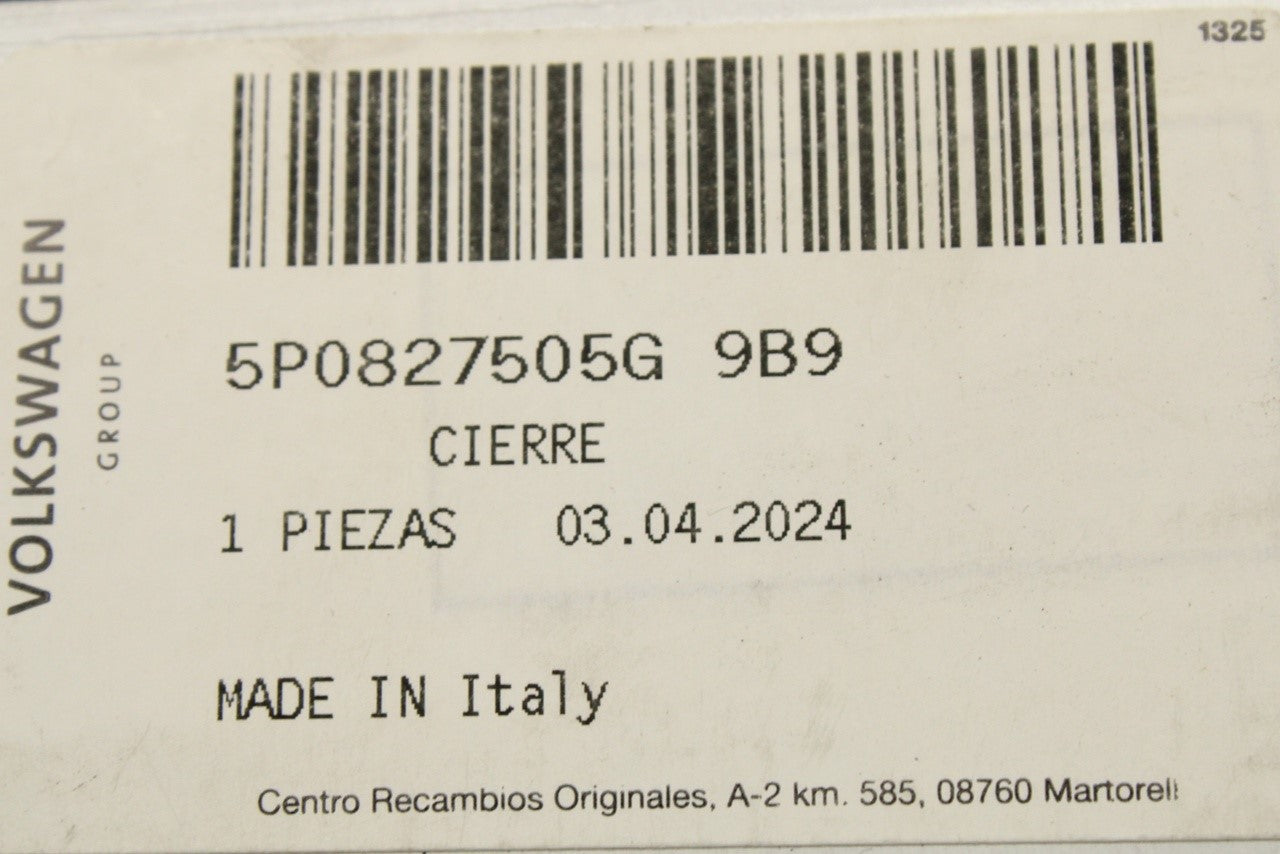 1325
VOLKSWAGEN
GROUP
5P0827505G 9B9
CIERRE
1 PIEZAS 03.04.2024
MADE IN Italy
Centro Recambios Originales, A-2 km. 585, 08760 Martorell